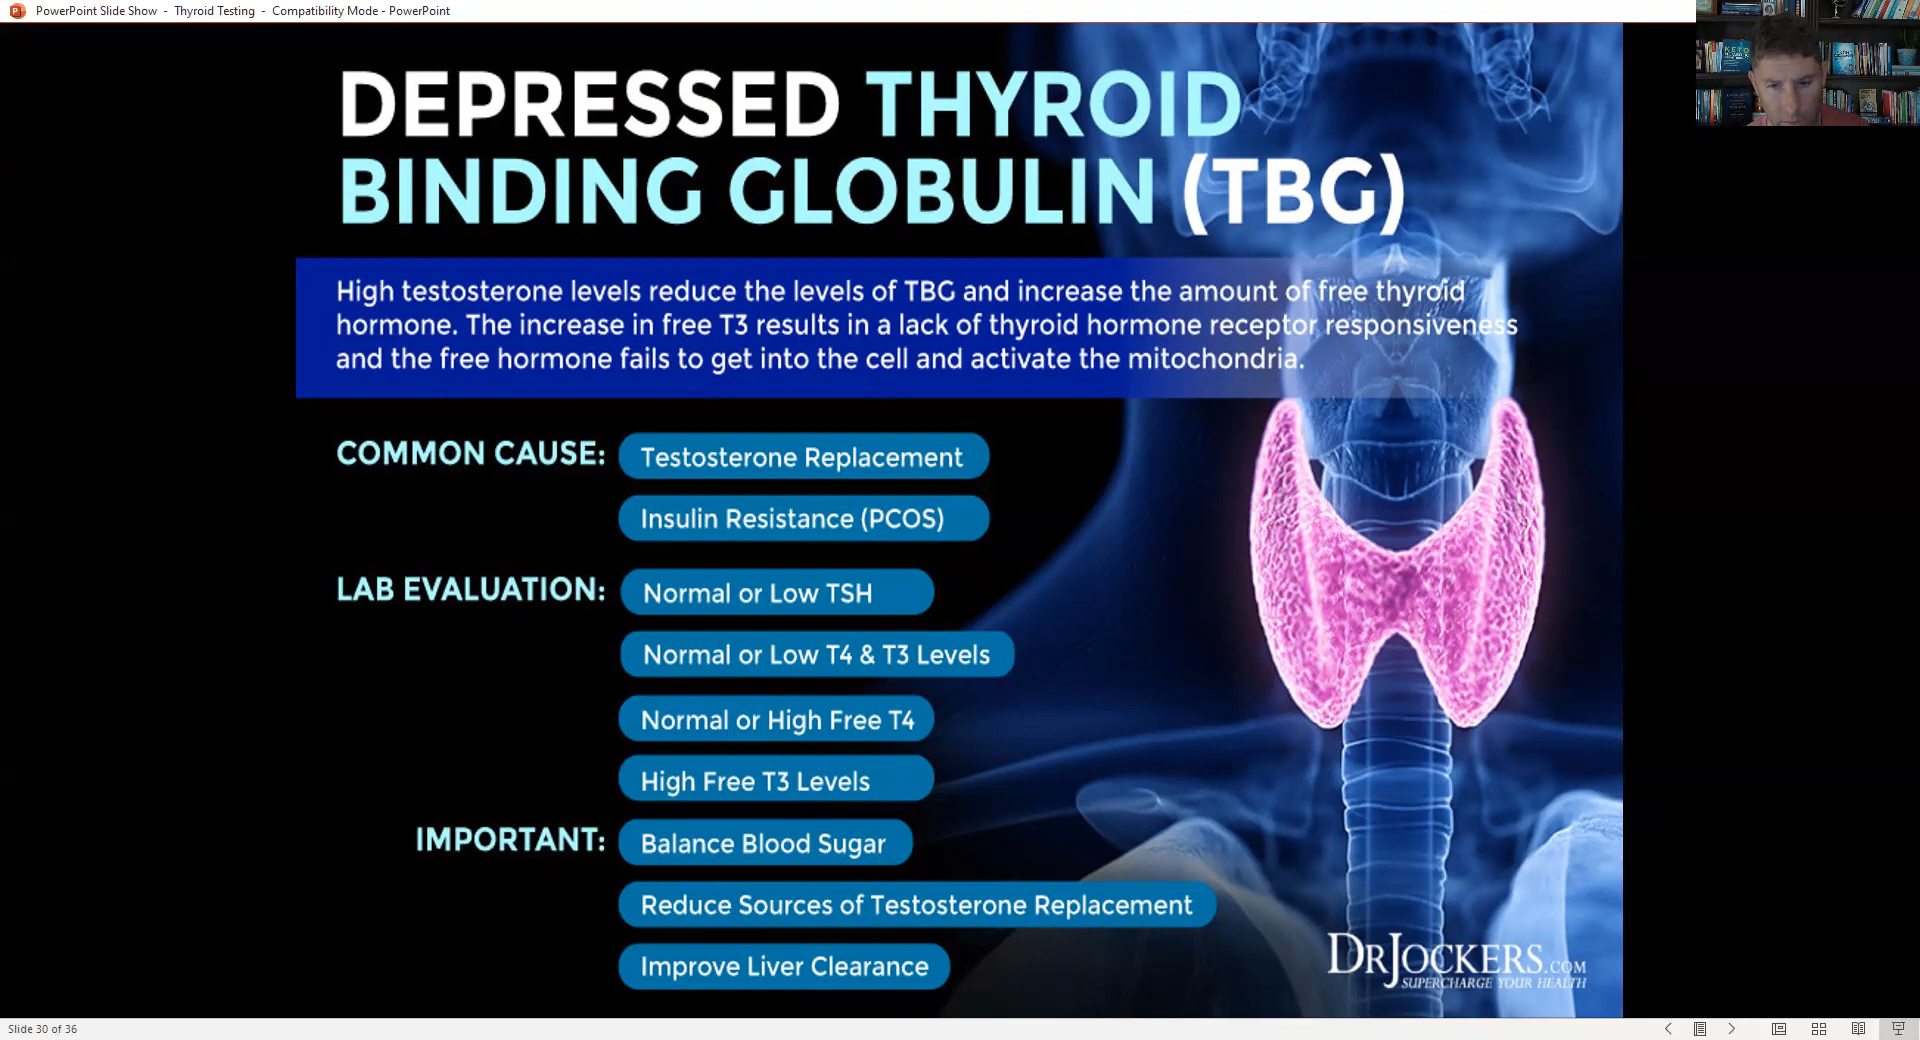 PowerPoint Slide Show - Thyroid Testing - Compatibility Mode - PowerPoint
DEPRESSED THYROID
BINDING GLOBULIN (TBG)
High testosterone levels reduce the levels of TBG and increase the amount of free thyroid
hormone. The increase in free T3 results in a lack of thyroid hormone receptor responsiveness
and the free hormone fails to get into the cell and activate the mitochondria.
COMMON CAUSE: Testosterone Replacement
Insulin Resistance (PCOS)
LAB EVALUATION: Normal or Low TSH
Normal or Low T4 & T3 Levels
Normal or High Free T4
High Free T3 Levels
IMPORTANT: Balance Blood Sugar
Reduce Sources of Testosterone Replacement
Improve Liver Clearance
DRJOCKERS.COM
SUPERCHARGE YOUR HEALTH
Slide 30 of 36
KETO